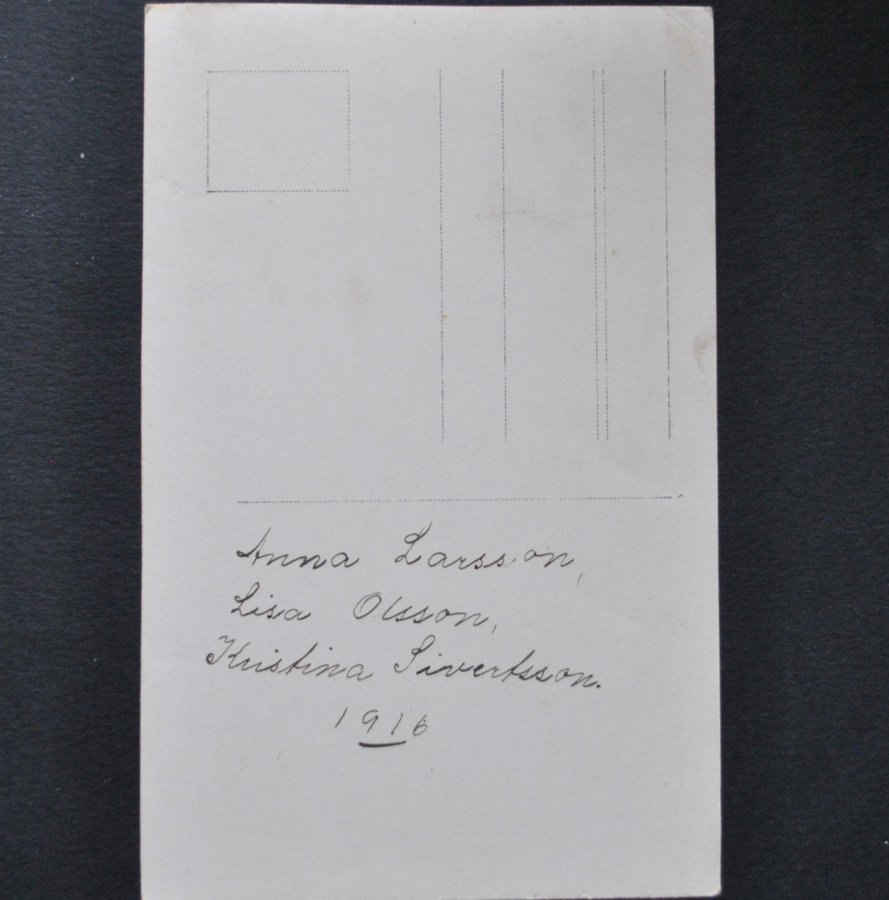 Anna Larsson,
Lisa Olsson,
Kristina Sivertsson.
1916